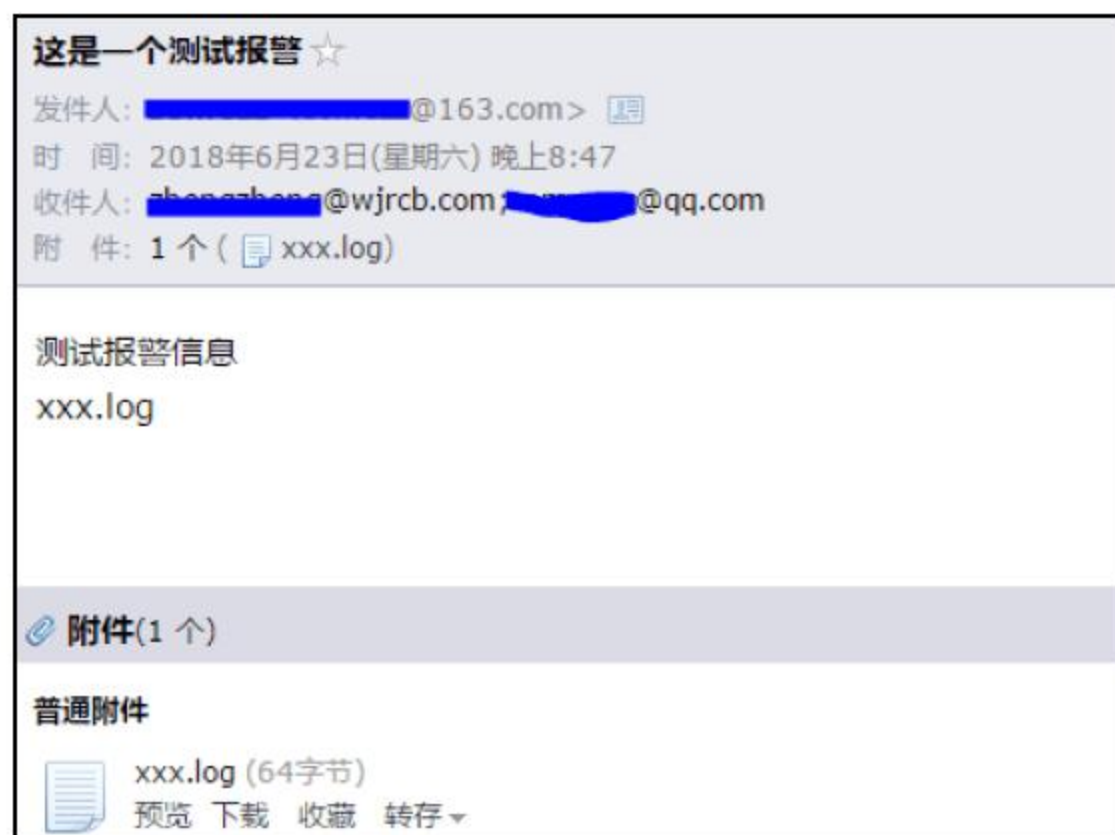 这是一个测试报警
发件人: @163.com>
时 间: 2018年6月23日(星期六) 晚上8:47
收件人: @wjrcb.com; @qq.com
附 件: 1 个 ( xxx.log)
测试报警信息
xxx.log
附件(1 个)
普通附件
xxx.log (64字节)
预览 下载 收藏 转存